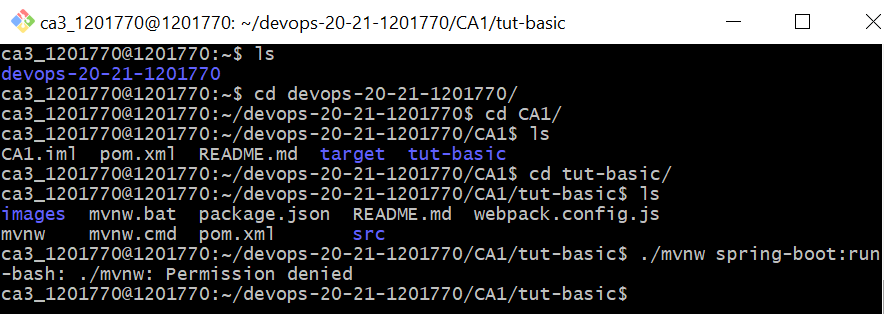 ca3_1201770@1201770: ~/devops-20-21-1201770/CA1/tut-basic
ca3_1201770@1201770:~$ ls
devops-20-21-1201770
ca3_1201770@1201770:~$ cd devops-20-21-1201770/
ca3_1201770@1201770:~/devops-20-21-1201770$ cd CA1/
ca3_1201770@1201770:~/devops-20-21-1201770/CA1$ ls
CA1.iml  pom.xml  README.md  target  tut-basic
ca3_1201770@1201770:~/devops-20-21-1201770/CA1$ cd tut-basic/
ca3_1201770@1201770:~/devops-20-21-1201770/CA1/tut-basic$ ls
images  mvnw.bat  package.json  README.md  webpack.config.js
mvnw    mvnw.cmd  pom.xml       src
ca3_1201770@1201770:~/devops-20-21-1201770/CA1/tut-basic$ ./mvnw spring-boot:run
-bash: ./mvnw: Permission denied
ca3_1201770@1201770:~/devops-20-21-1201770/CA1/tut-basic$